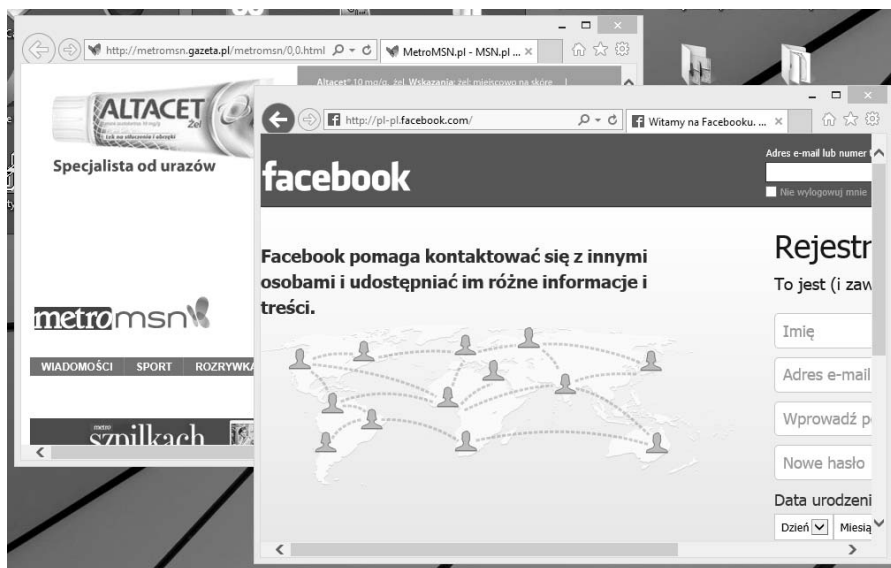 http://metromsn.gazeta.pl/metromsn/0,0.html
MetroMSN.pl - MSN.pl ...
Altacet® 10 mg/g, żel. Wskazania: żel: miejscowo na skórę
ALTACET
Żel
Specjalista od urazów
metromsn
WIADOMOŚCI SPORT ROZRYWKA
metro
szpilkach
http://pl-pl.facebook.com/
Witamy na Facebooku. ...
facebook
Adres e-mail lub numer
Nie wylogowuj mnie
Facebook pomaga kontaktować się z innymi
osobami i udostępniać im różne informacje i
treści.
Rejestr
To jest (i zaw
Imię
Adres e-mail
Wprowadź p
Nowe hasło
Data urodzeni
Dzień Miesią